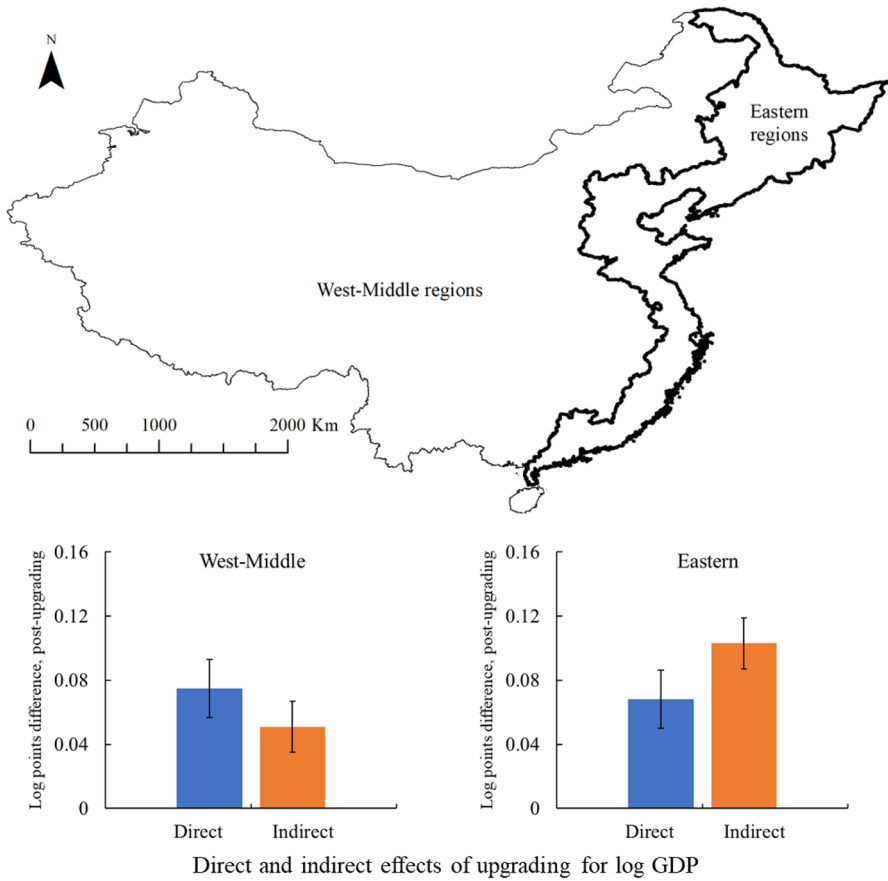 N
Eastern
regions
West-Middle regions
0 500 1000 2000 Km
Log points difference, post-upgrading
0.16
0.12
0.08
0.04
0
West-Middle
Direct Indirect
Log points difference, post-upgrading
0.16
0.12
0.08
0.04
0
Eastern
Direct Indirect
Direct and indirect effects of upgrading for log GDP